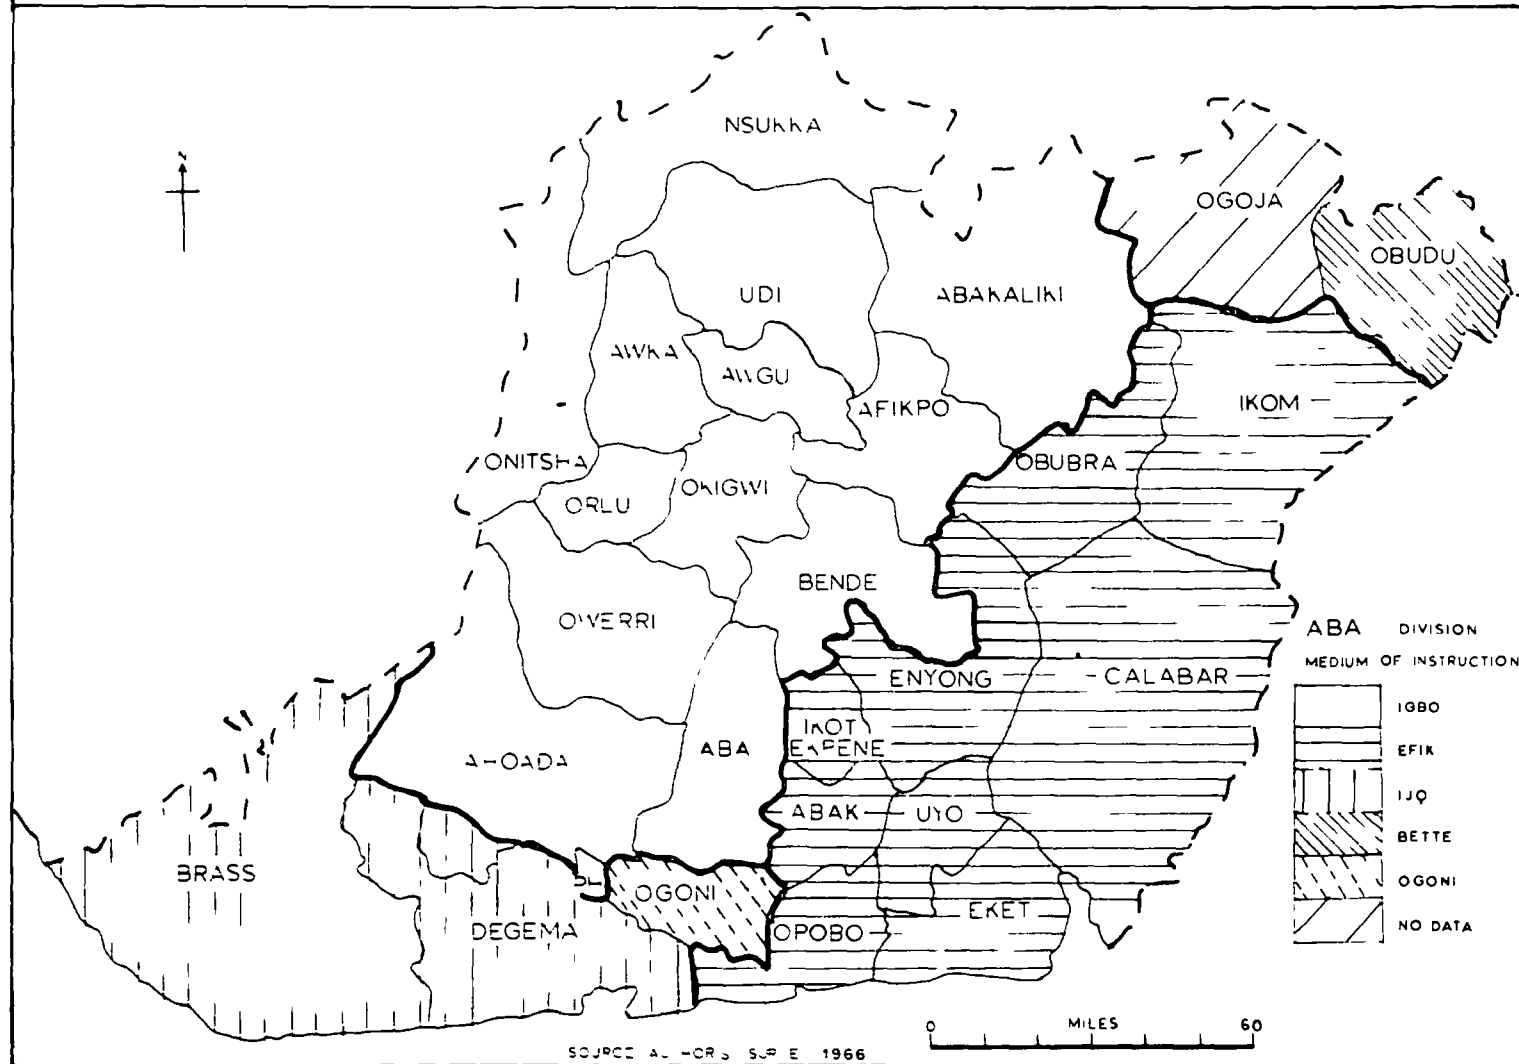 NSUKKA
OGOJA
OBUDU
UDI
ABAKALIKI
AWKA
AWGU
AFIKPO
IKOM
ONITSHA
OBUBRA
ORLU
OKIGWI
BENDE
OWERRI
ABA DIVISION
MEDIUM OF INSTRUCTION
ENYONG
CALABAR
IGBO
IKOT
EKPENE
ABA
EFIK
AHOADA
IJỌ
ABAK
UYO
BETTE
BRASS
OGONI
OGONI
EKET
DEGEMA
OPOBO
NO DATA
0 MILES 60
SOURCE 1966